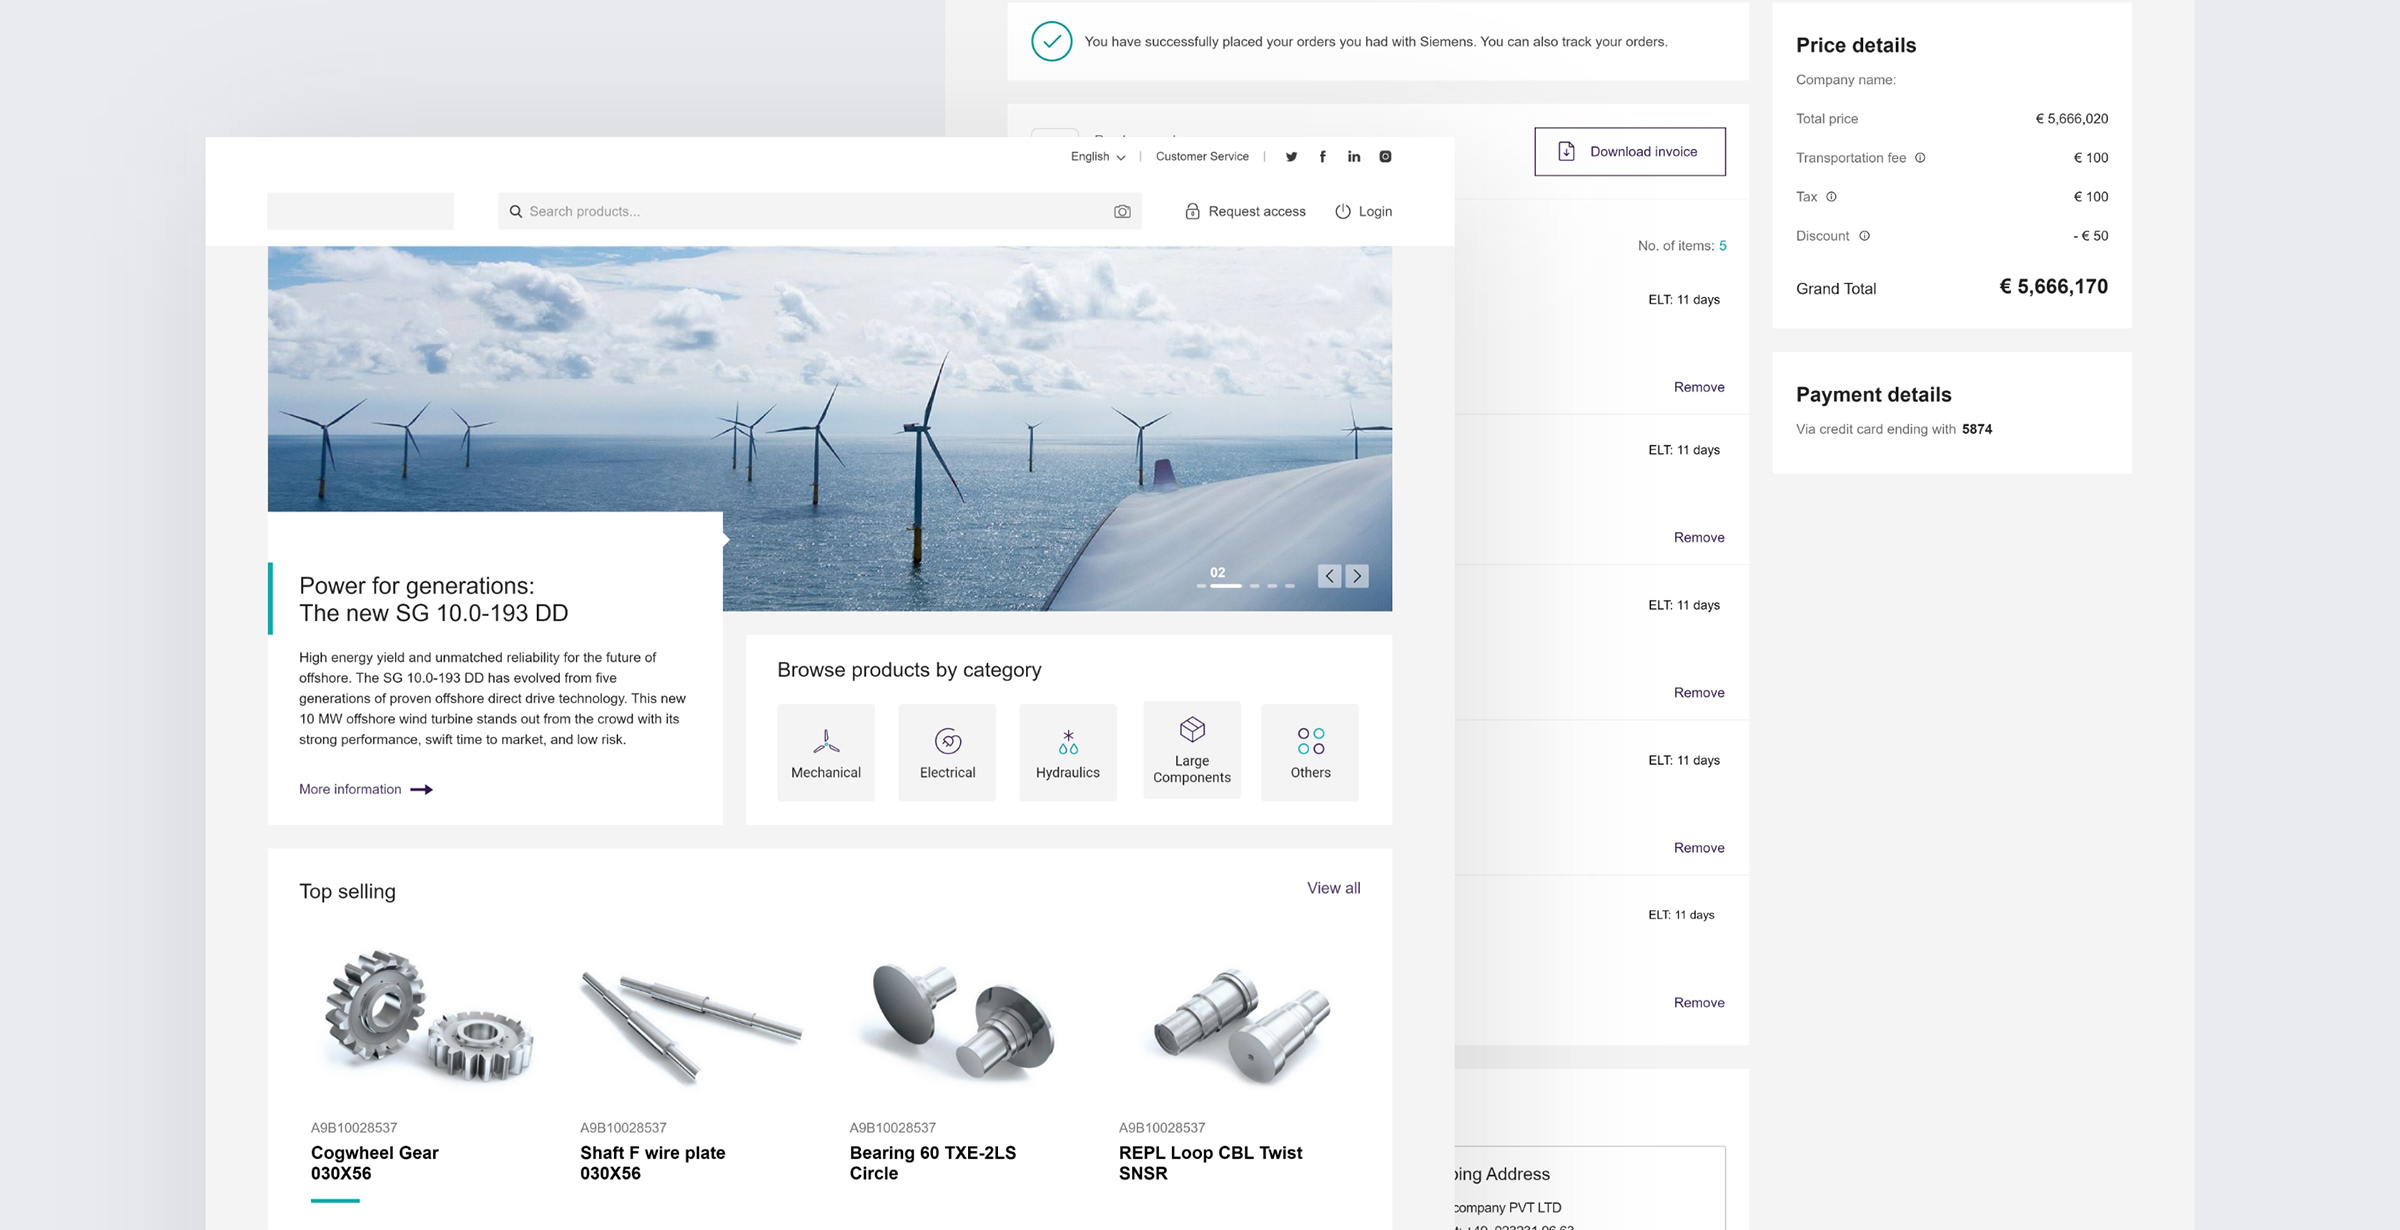 You have successfully placed your orders you had with Siemens. You can also track your orders.
Download invoice
No. of items: 5
ELT: 11 days
Remove
ELT: 11 days
Remove
ELT: 11 days
Remove
ELT: 11 days
Remove
ELT: 11 days
Remove
Address
company PVT LTD
Price details
Company name:
Total price € 5,666,020
Transportation fee € 100
Tax € 100
Discount - € 50
Grand Total € 5,666,170
Payment details
Via credit card ending with 5874
English | Customer Service |
Search products...
Request access
Login
02
Power for generations:
The new SG 10.0-193 DD
High energy yield and unmatched reliability for the future of
offshore. The SG 10.0-193 DD has evolved from five
generations of proven offshore direct drive technology. This new
10 MW offshore wind turbine stands out from the crowd with its
strong performance, swift time to market, and low risk.
More information
Browse products by category
Mechanical
Electrical
Hydraulics
Large
Components
Others
Top selling
View all
A9B10028537
Cogwheel Gear
030X56
A9B10028537
Shaft F wire plate
030X56
A9B10028537
Bearing 60 TXE-2LS
Circle
A9B10028537
REPL Loop CBL Twist
SNSR